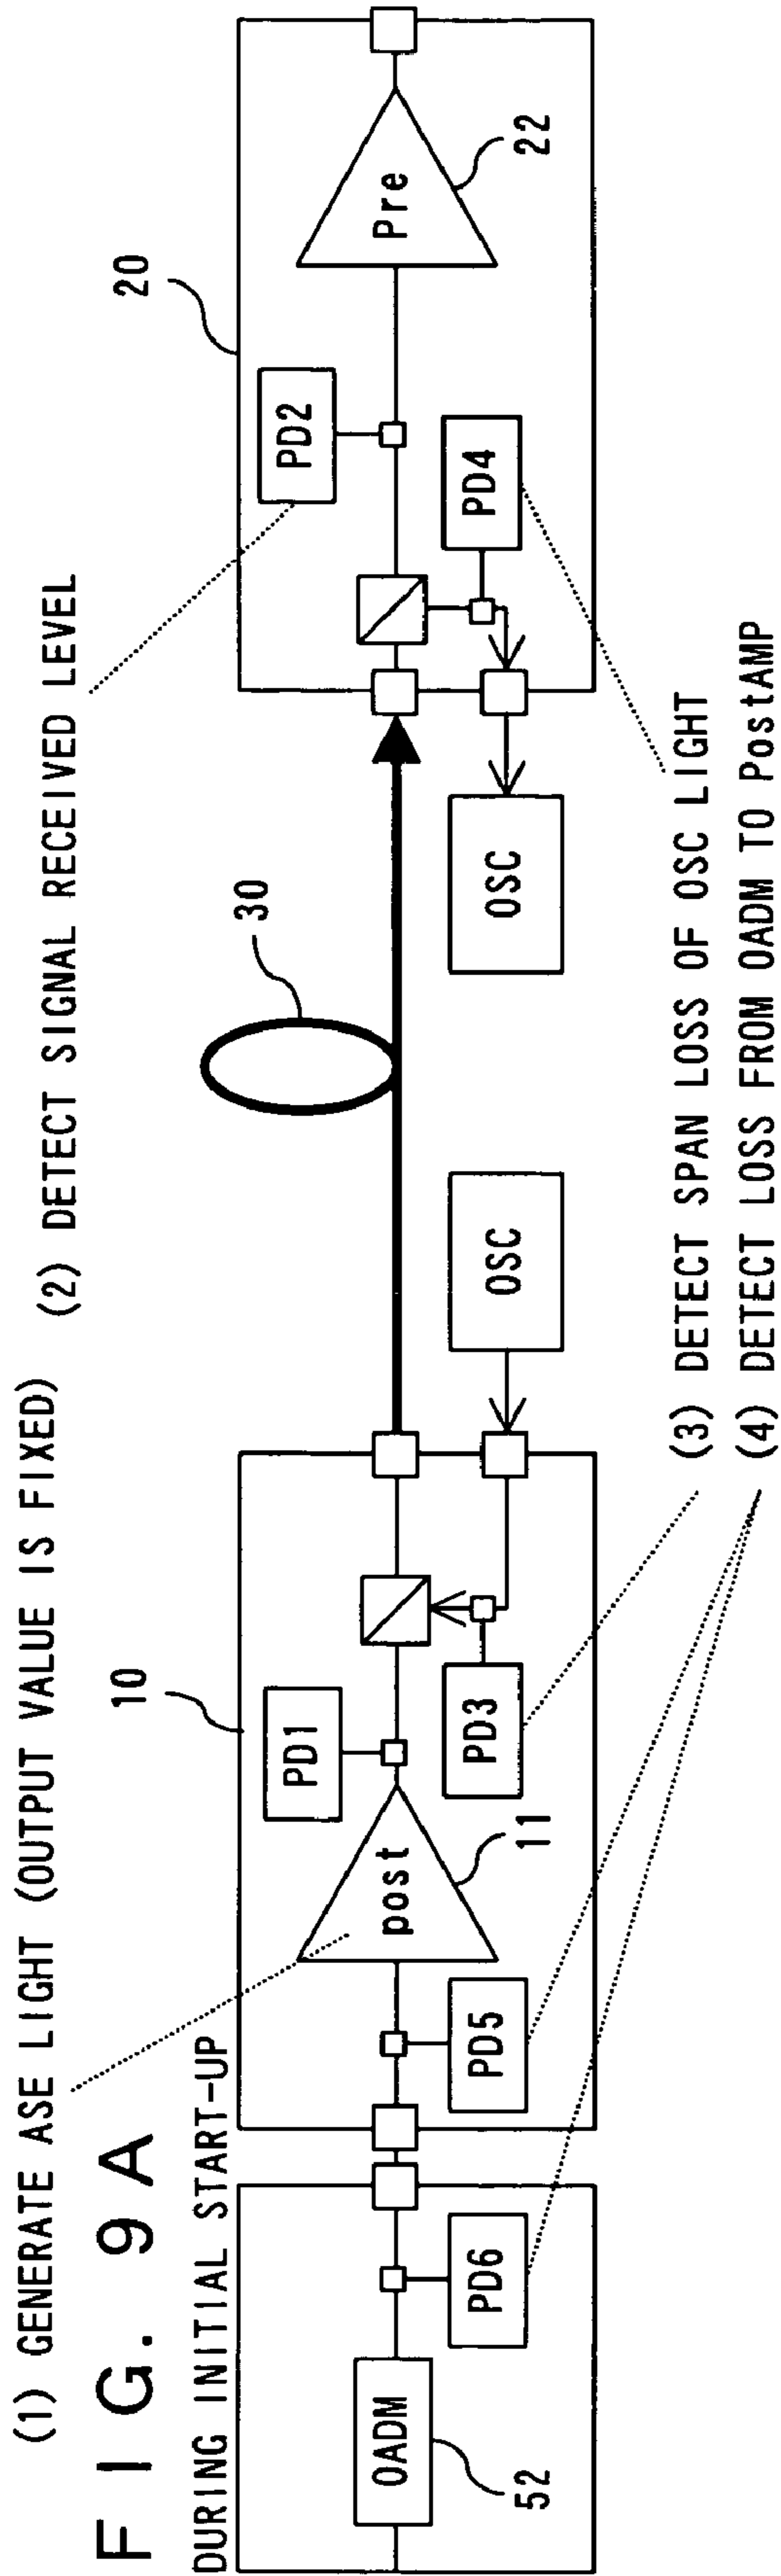 (1) GENERATE ASE LIGHT (OUTPUT VALUE IS FIXED)
(2) DETECT SIGNAL RECEIVED LEVEL
FIG. 9A
DURING INITIAL START-UP
10
30
20
PD1
PD2
OADM
52
PD6
PD5
post
11
PD3
OSC
OSC
PD4
Pre
22
(3) DETECT SPAN LOSS OF OSC LIGHT
(4) DETECT LOSS FROM OADM TO PostAMP